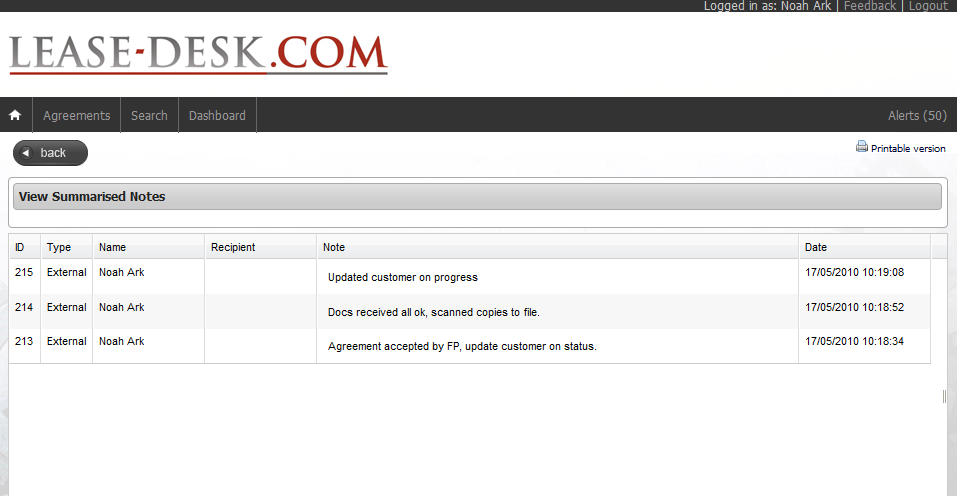 Logged in as: Noah Ark | Feedback | Logout
LEASE-DESK.COM
Agreements Search Dashboard Alerts (50)
back Printable version
View Summarised Notes
ID Type Name Recipient Note Date
215 External Noah Ark Updated customer on progress 17/05/2010 10:19:08
214 External Noah Ark Docs received all ok, scanned copies to file. 17/05/2010 10:18:52
213 External Noah Ark Agreement accepted by FP, update customer on status. 17/05/2010 10:18:34